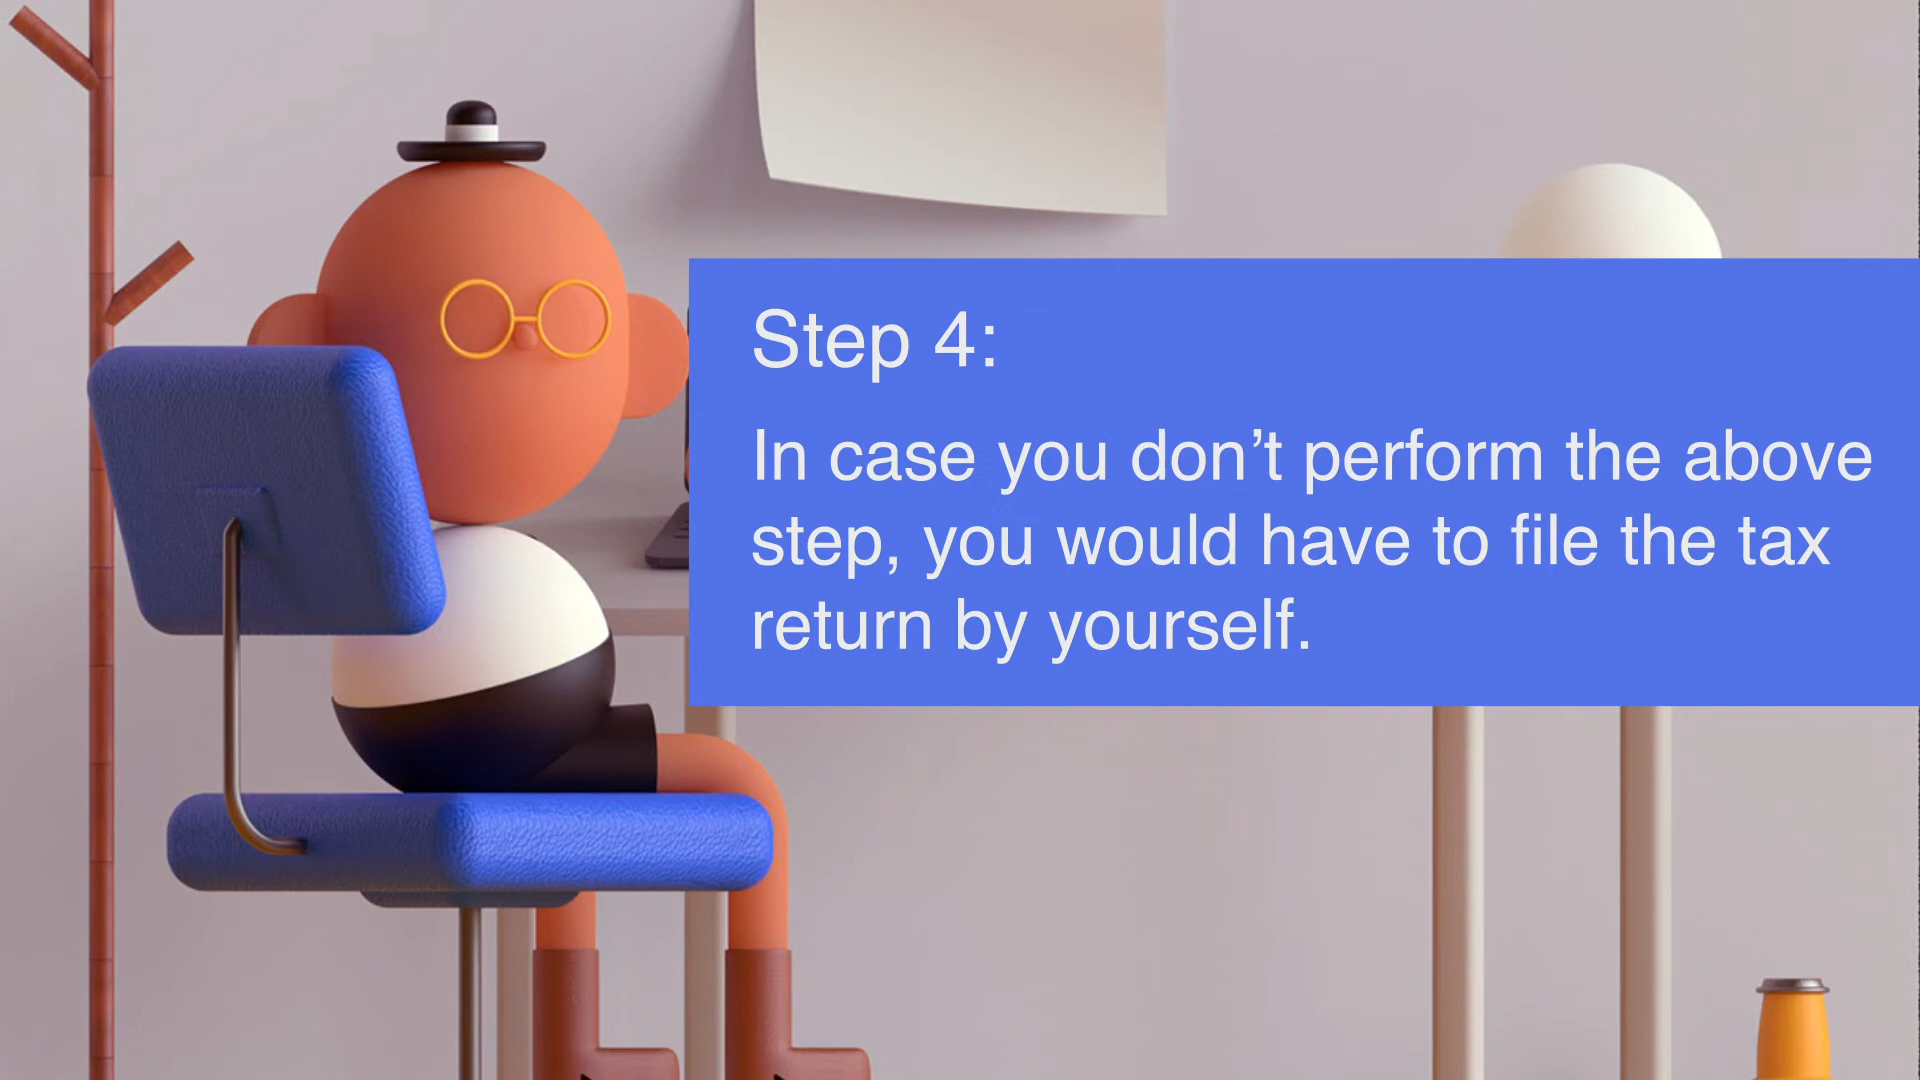 Step 4:
In case you don’t perform the above
step, you would have to file the tax
return by yourself.